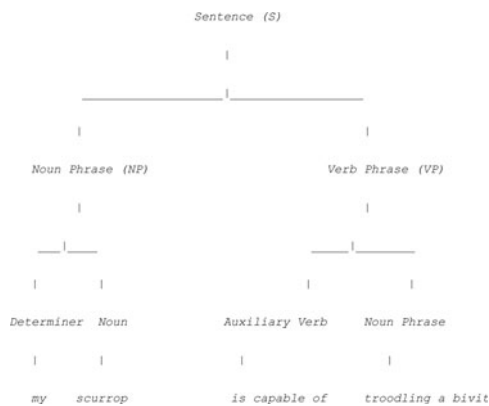 Sentence (S)
Noun Phrase (NP) Verb Phrase (VP)
Determiner Noun Auxiliary Verb Noun Phrase
my scurrop is capable of troodling a bivit